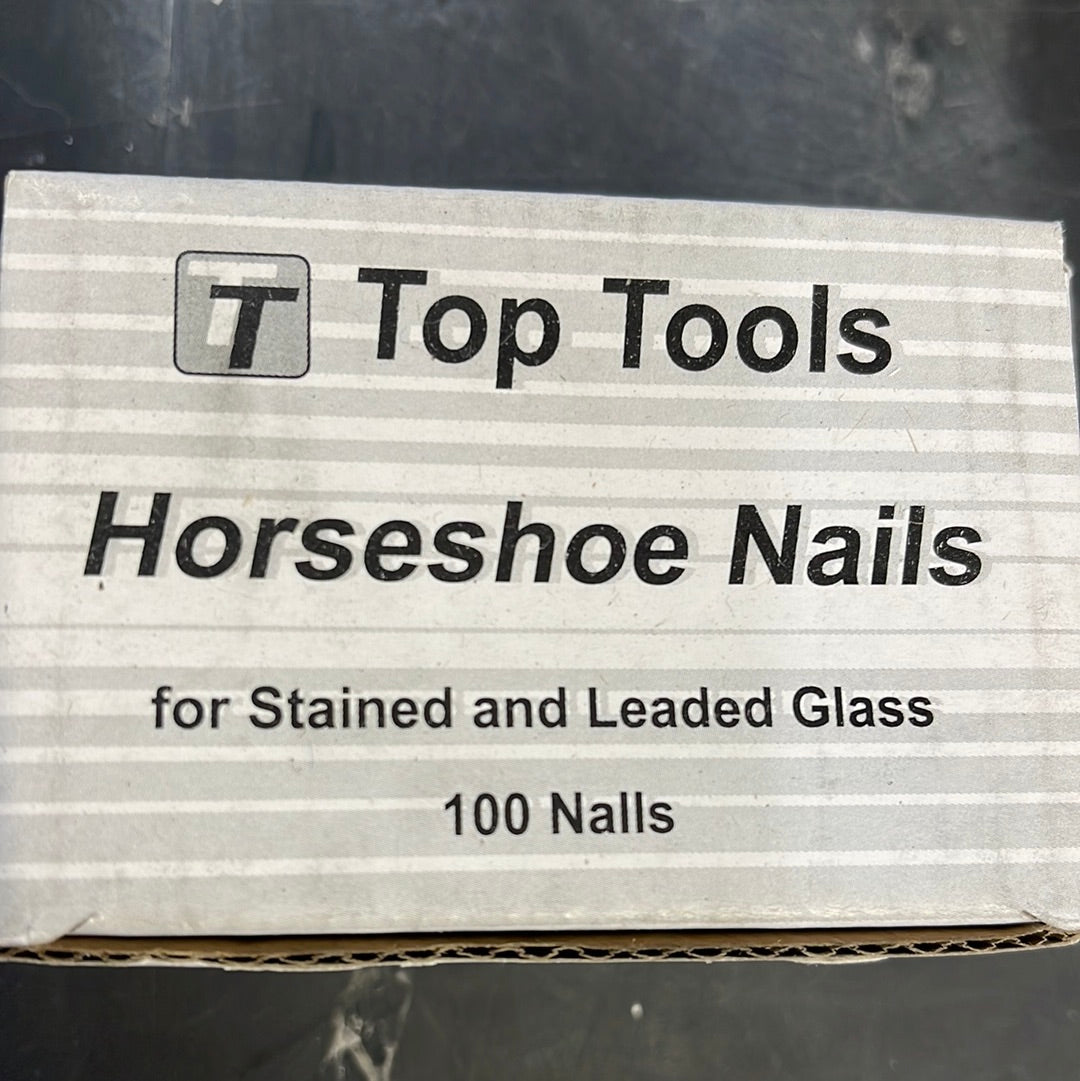 T Top Tools
Horseshoe Nails
for Stained and Leaded Glass
100 Nalls